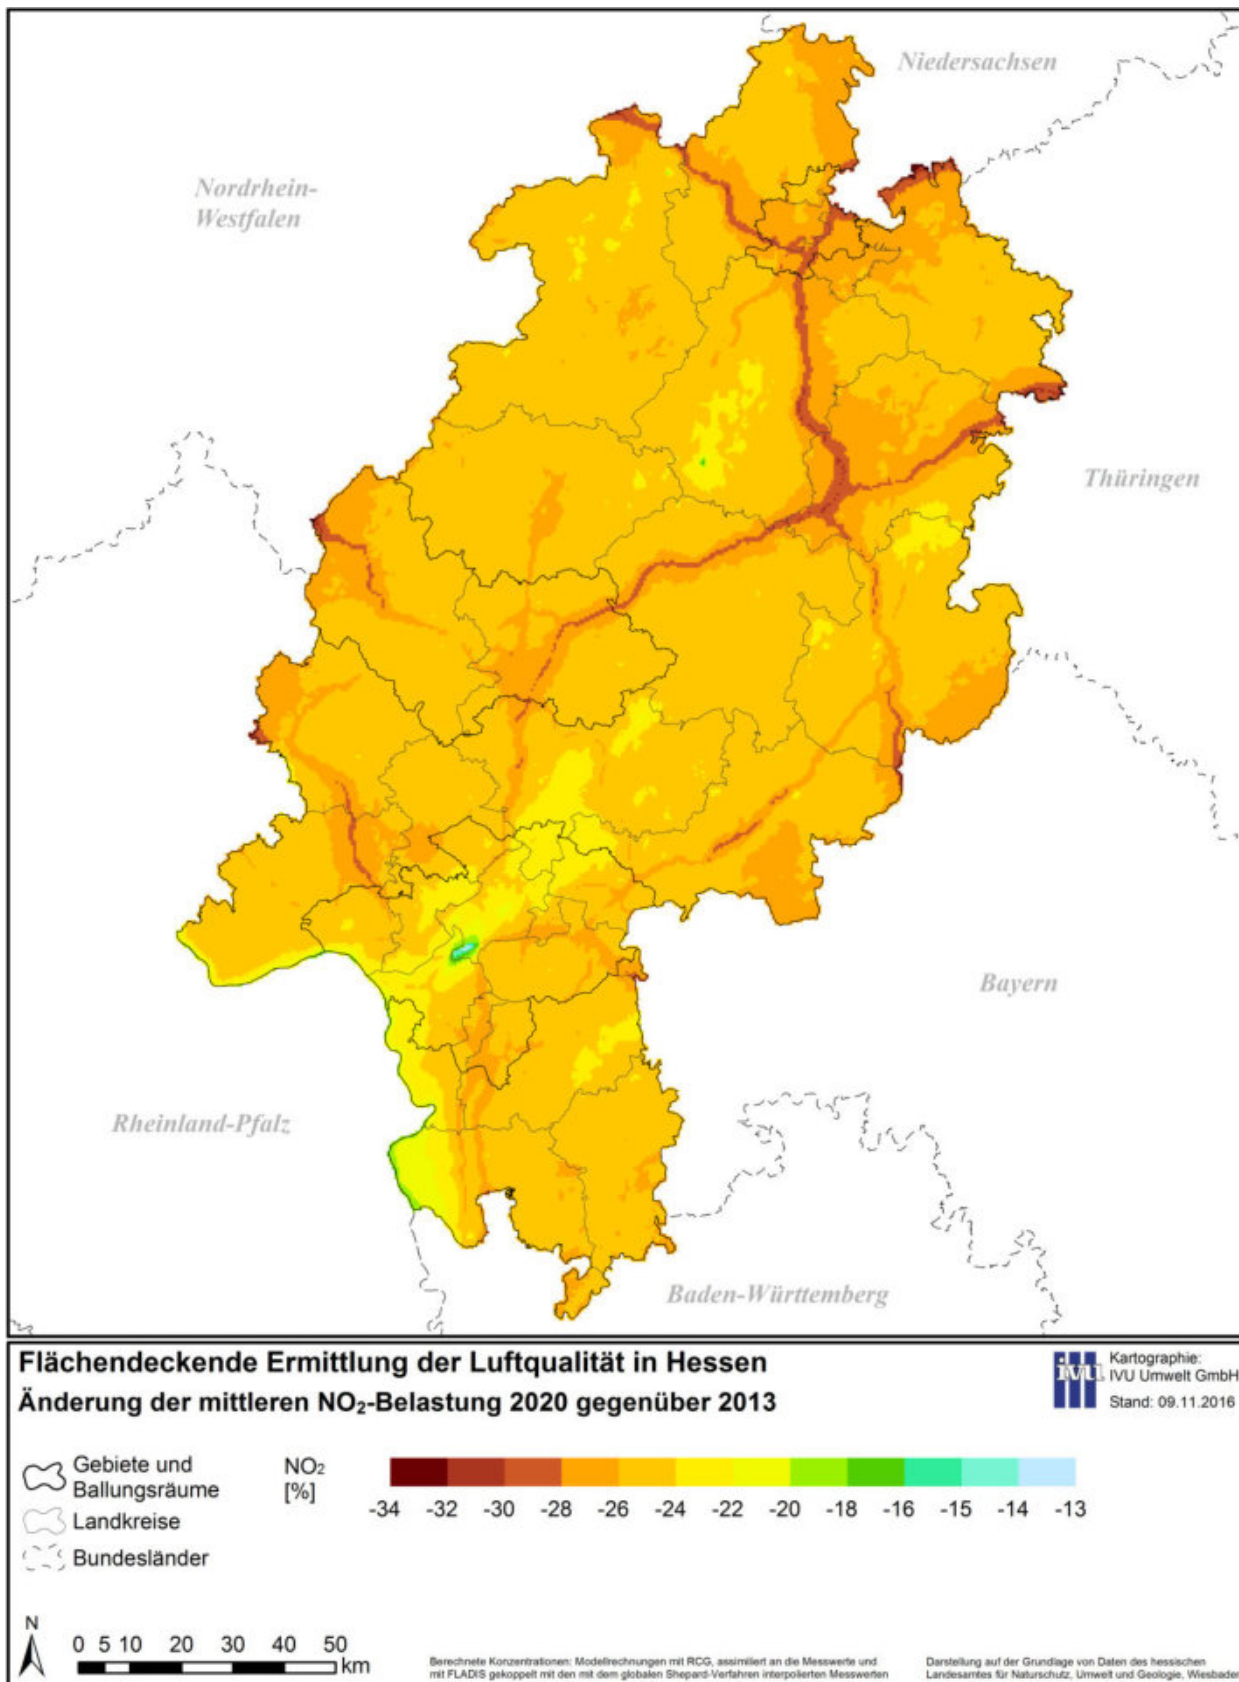 Niedersachsen
Nordrhein-
Westfalen
Thüringen
Bayern
Rheinland-Pfalz
Baden-Württemberg
Flächendeckende Ermittlung der Luftqualität in Hessen
Änderung der mittleren NO₂-Belastung 2020 gegenüber 2013
ivu
Kartographie:
IVU Umwelt GmbH
Stand: 09.11.2016
Gebiete und
Ballungsräume
Landkreise
Bundesländer
NO₂
[%]
-34 -32 -30 -28 -26 -24 -22 -20 -18 -16 -15 -14 -13
N
0 5 10 20 30 40 50
km
Berechnete Konzentrationen: Modellrechnungen mit RCG, assimiliert an die Messwerte und
mit FLADIS gekoppelt mit den mit dem globalen Shepard-Verfahren interpolierten Messwerten
Darstellung auf der Grundlage von Daten des hessischen
Landesamtes für Naturschutz, Umwelt und Geologie, Wiesbaden